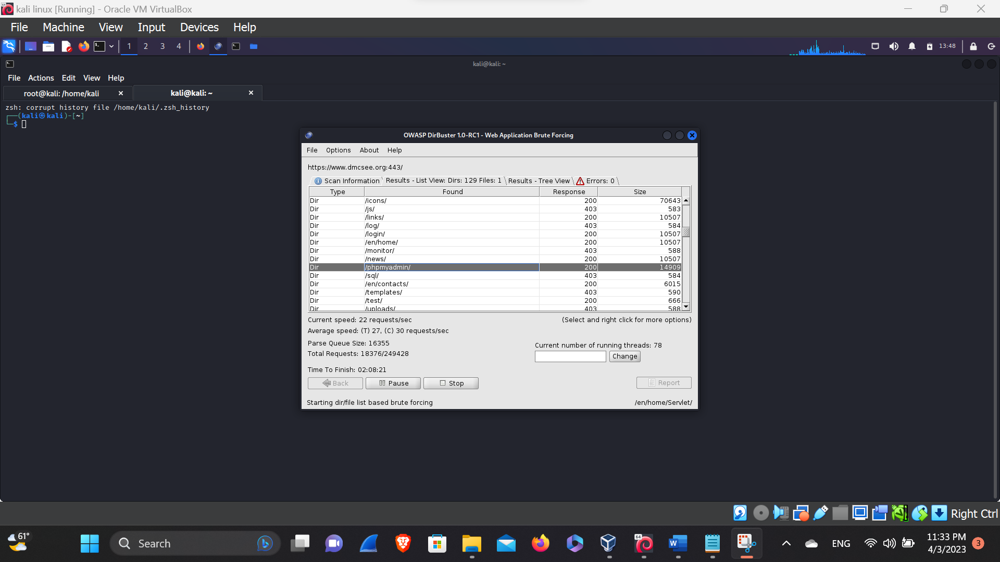 kali linux [Running] - Oracle VM VirtualBox
File Machine View Input Devices Help
1 2 3 4 13:48
kali@kali: ~
File Actions Edit View Help
root@kali: /home/kali kali@kali: ~
zsh: corrupt history file /home/kali/.zsh_history
(kali㉿kali)-[~]
$
OWASP DirBuster 1.0-RC1 - Web Application Brute Forcing
File Options About Help
https://www.dmcsee.org:443/
Scan Information Results - List View: Dirs: 129 Files: 1 Results - Tree View Errors: 0
Type Found Response Size
Dir /icons/ 200 70643
Dir /js/ 403 583
Dir /links/ 200 10507
Dir /log/ 403 584
Dir /login/ 200 10507
Dir /en/home/ 200 10507
Dir /monitor/ 403 588
Dir /news/ 200 10507
Dir /phpmyadmin/ 200 14909
Dir /sql/ 403 584
Dir /en/contacts/ 200 6015
Dir /templates/ 403 590
Dir /test/ 200 666
Dir /uploads/ 403 588
Current speed: 22 requests/sec (Select and right click for more options)
Average speed: (T) 27, (C) 30 requests/sec
Parse Queue Size: 16355 Current number of running threads: 78
Total Requests: 18376/249428 Change
Time To Finish: 02:08:21
Back Pause Stop Report
Starting dir/file list based brute forcing /en/home/Servlet/
Right Ctrl
61° Search 64 ENG 11:33 PM 3
4/3/2023